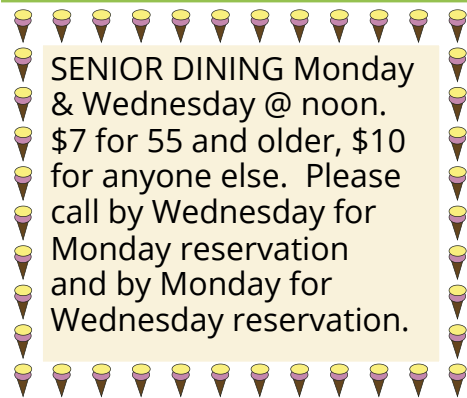 SENIOR DINING Monday
& Wednesday @ noon.
$7 for 55 and older, $10
for anyone else.  Please
call by Wednesday for
Monday reservation
and by Monday for
Wednesday reservation.